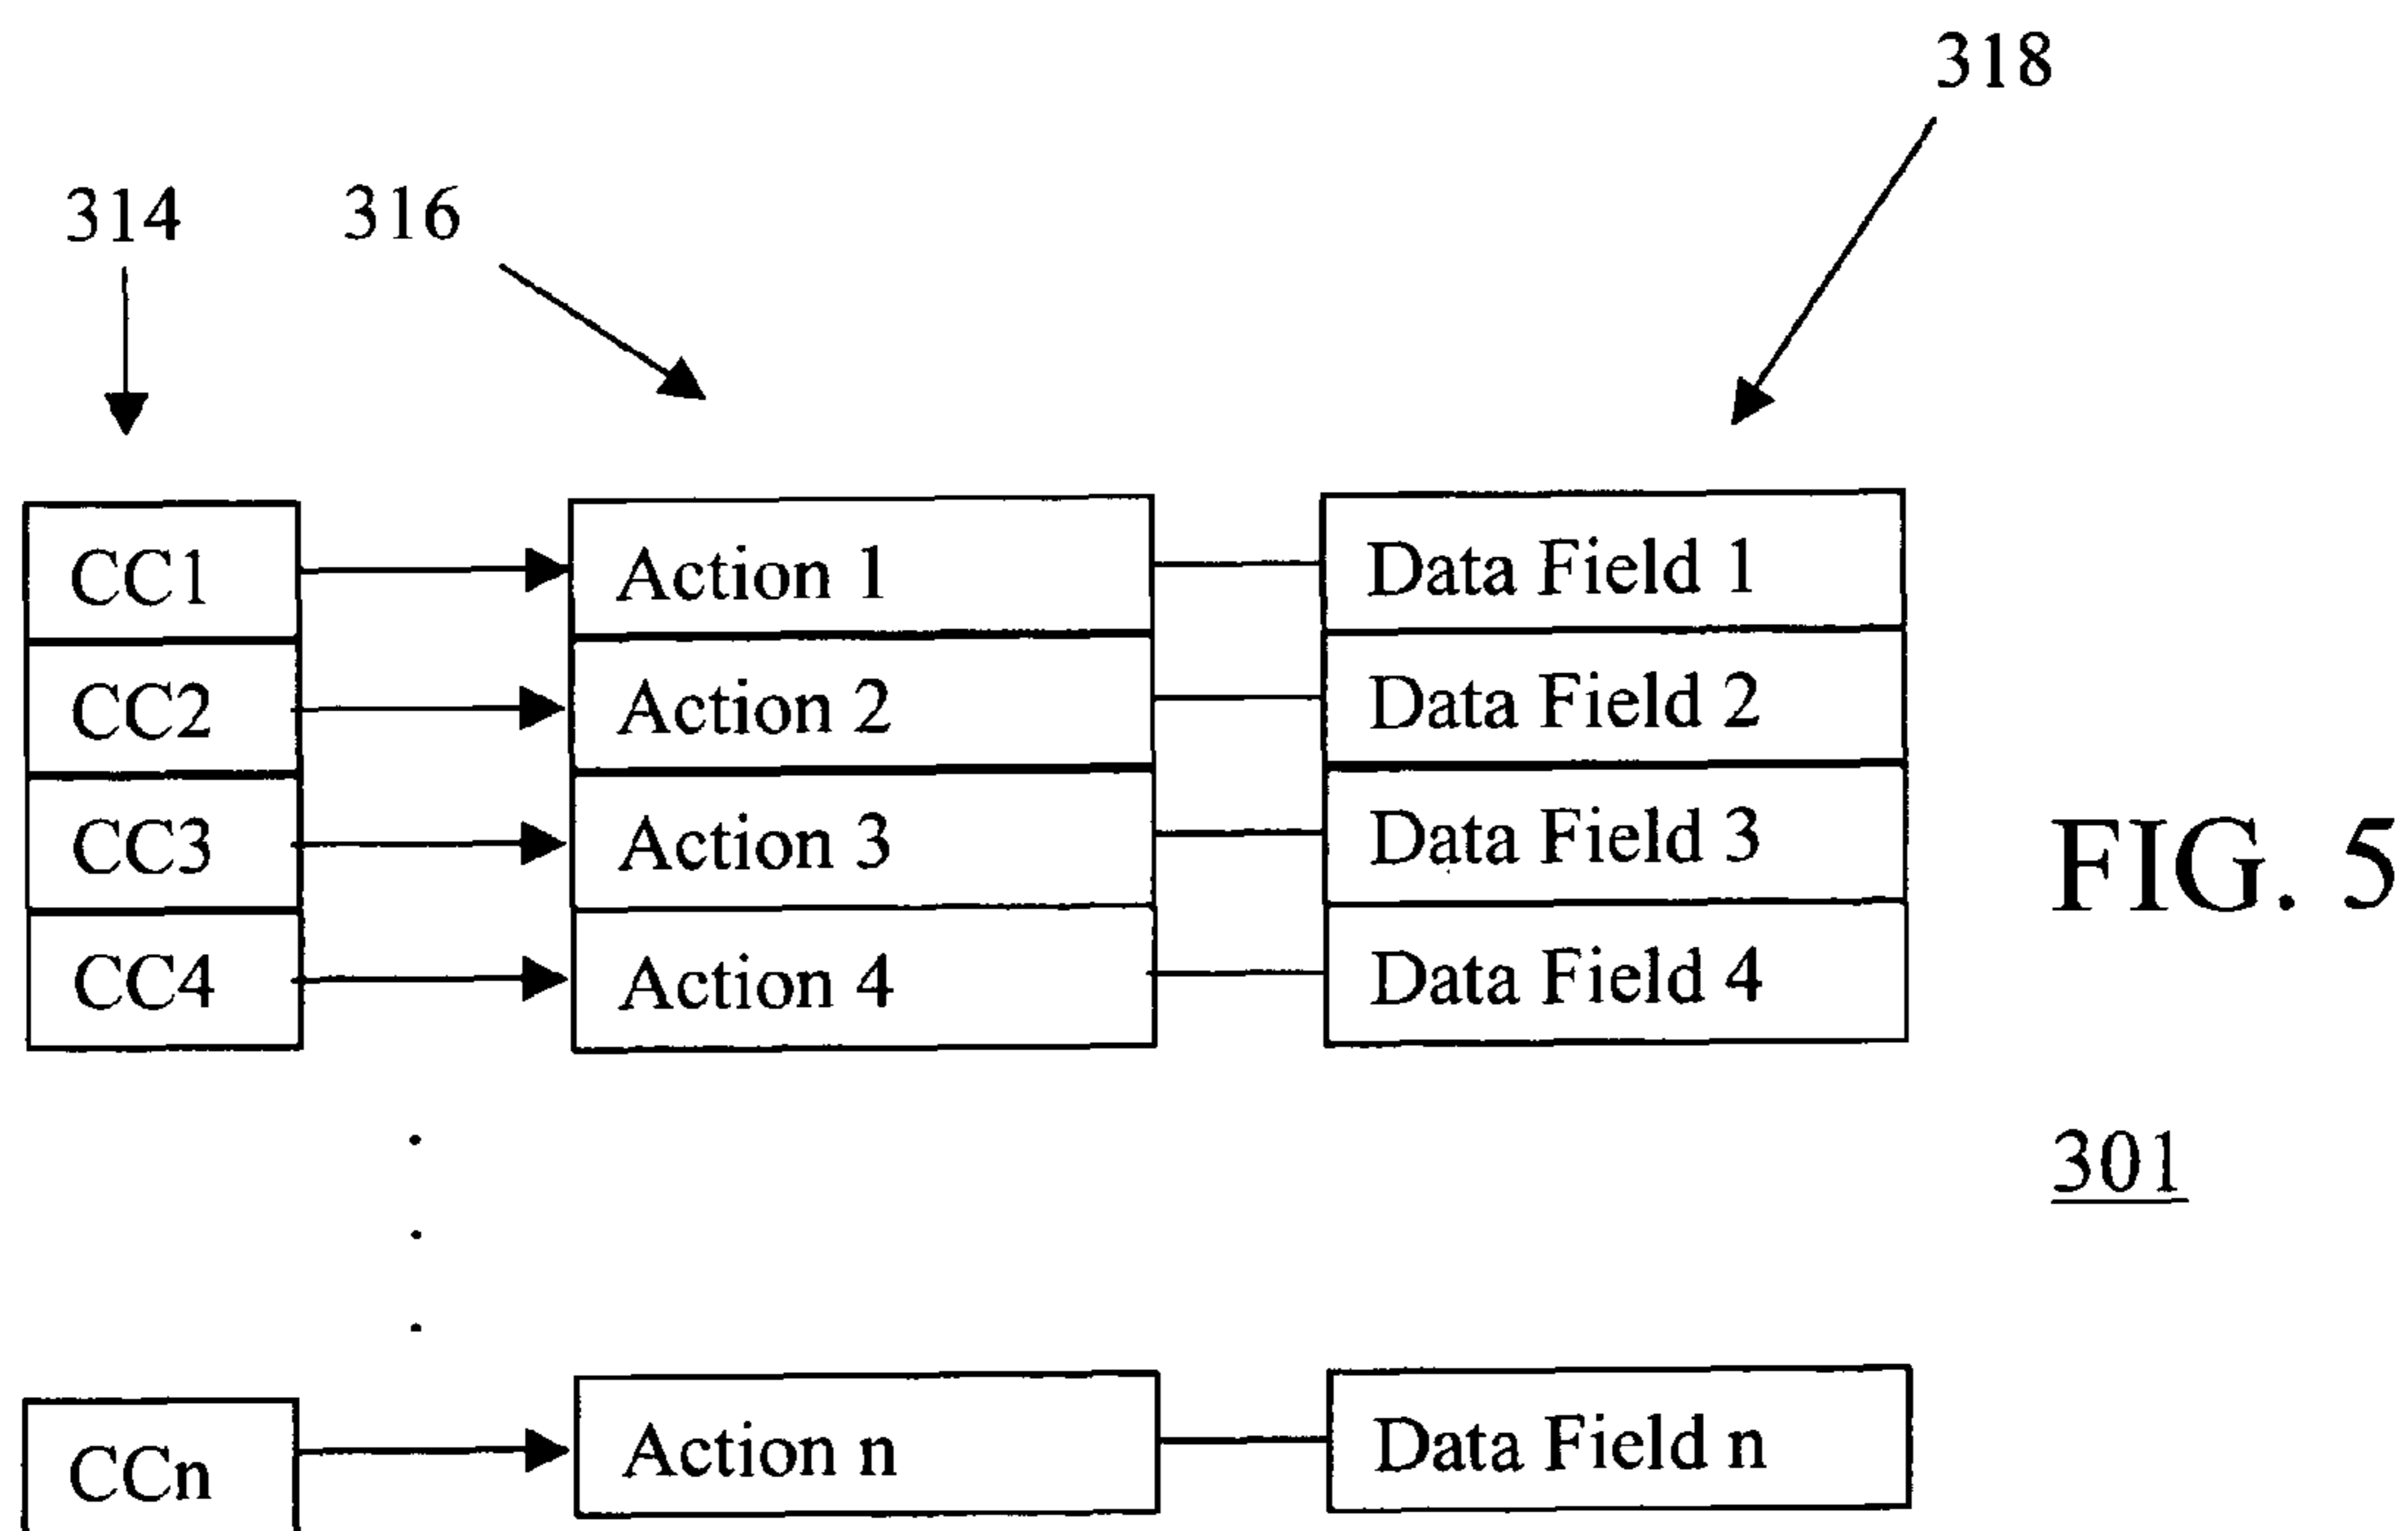 318
314 316
CC1 Action 1 Data Field 1
CC2 Action 2 Data Field 2
CC3 Action 3 Data Field 3
CC4 Action 4 Data Field 4
FIG. 5
301
CCn Action n Data Field n